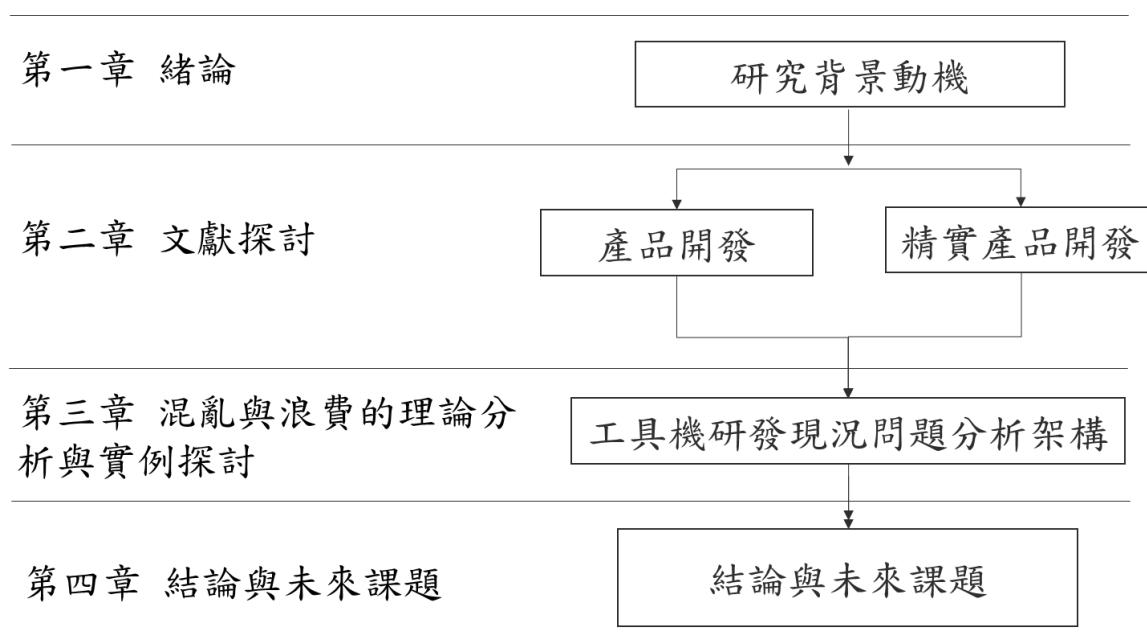 第一章 緒論
研究背景動機
第二章 文獻探討
產品開發
精實產品開發
第三章 混亂與浪費的理論分
析與實例探討
工具機研發現況問題分析架構
第四章 結論與未來課題
結論與未來課題